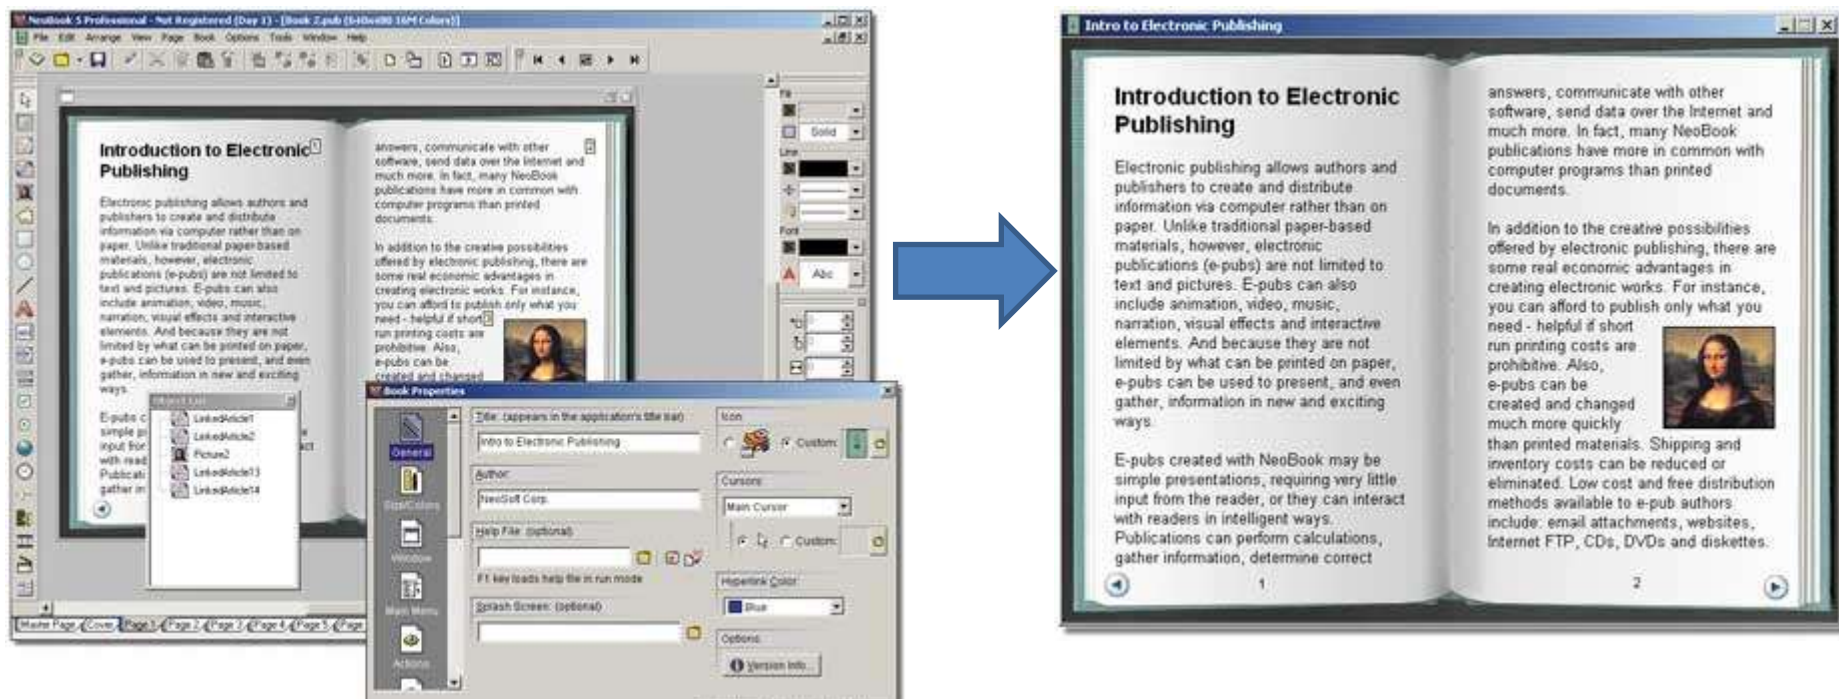 NeoBook 5 Professional - Not Registered (Day 1) - [Book 2.pub (640x480 16M Colors)]
File Edit Arrange View Page Book Options Tools Window Help
Introduction to Electronic
Publishing
Electronic publishing allows authors and
publishers to create and distribute
information via computer rather than on
paper. Unlike traditional paper-based
materials, however, electronic
publications (e-pubs) are not limited to
text and pictures. E-pubs can also
include animation, video, music,
narration, visual effects and interactive
elements. And because they are not
limited by what can be printed on paper,
e-pubs can be used to present, and even
gather, information in new and exciting
ways.
E-pubs c
simple p
input from
with read
Publicati
gather in
answers, communicate with other
software, send data over the Internet and
much more. In fact, many NeoBook
publications have more in common with
computer programs than printed
documents.
In addition to the creative possibilities
offered by electronic publishing, there are
some real economic advantages in
creating electronic works. For instance,
you can afford to publish only what you
need - helpful if short
run printing costs are
prohibitive. Also,
e-pubs can be
created and changed
Fill
Solid
Line
Font
Abc
Object List
LinkedArticle1
LinkedArticle2
Picture2
LinkedArticle13
LinkedArticle14
Master Page Cover Page 1 Page 2 Page 3 Page 4 Page 5 Page
Book Properties
General
Size/Colors
Window
Main Menu
Actions
Title: (appears in the application's title bar)
Intro to Electronic Publishing
Author:
NeoSoft Corp.
Help File: (optional)
F1 key loads help file in run mode
Splash Screen: (optional)
Icon:
Custom:
Cursors:
Main Cursor
Custom:
Hyperlink Color:
Blue
Options:
Version Info...
Intro to Electronic Publishing
Introduction to Electronic
Publishing
Electronic publishing allows authors and
publishers to create and distribute
information via computer rather than on
paper. Unlike traditional paper-based
materials, however, electronic
publications (e-pubs) are not limited to
text and pictures. E-pubs can also
include animation, video, music,
narration, visual effects and interactive
elements. And because they are not
limited by what can be printed on paper,
e-pubs can be used to present, and even
gather, information in new and exciting
ways.
E-pubs created with NeoBook may be
simple presentations, requiring very little
input from the reader, or they can interact
with readers in intelligent ways.
Publications can perform calculations,
gather information, determine correct
1
answers, communicate with other
software, send data over the Internet and
much more. In fact, many NeoBook
publications have more in common with
computer programs than printed
documents.
In addition to the creative possibilities
offered by electronic publishing, there are
some real economic advantages in
creating electronic works. For instance,
you can afford to publish only what you
need - helpful if short
run printing costs are
prohibitive. Also,
e-pubs can be
created and changed
much more quickly
than printed materials. Shipping and
inventory costs can be reduced or
eliminated. Low cost and free distribution
methods available to e-pub authors
include: email attachments, websites,
Internet FTP, CDs, DVDs and diskettes.
2